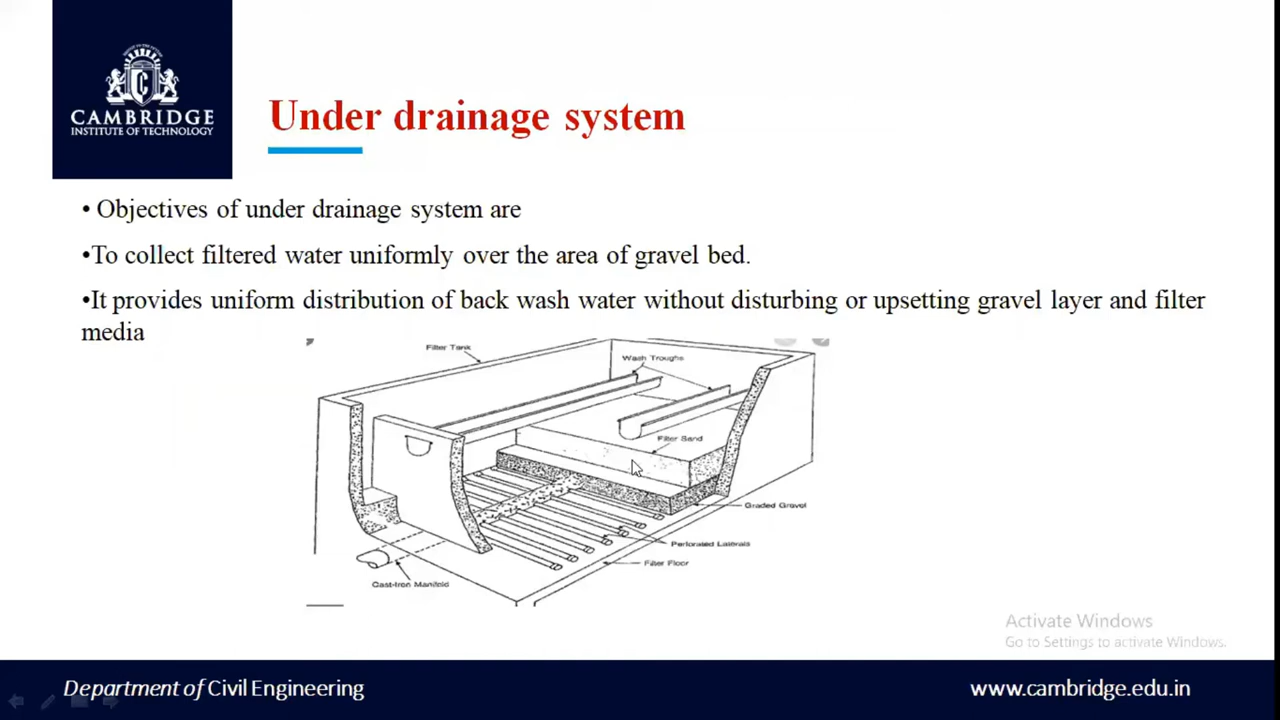 CAMBRIDGE
INSTITUTE OF TECHNOLOGY
Under drainage system
• Objectives of under drainage system are
•To collect filtered water uniformly over the area of gravel bed.
•It provides uniform distribution of back wash water without disturbing or upsetting gravel layer and filter
media
Filter Tank
Wash Troughs
Filter Sand
Graded Gravel
Perforated Laterals
Filter Floor
Cast-Iron Manifold
Activate Windows
Go to Settings to activate Windows.
Department of Civil Engineering
www.cambridge.edu.in